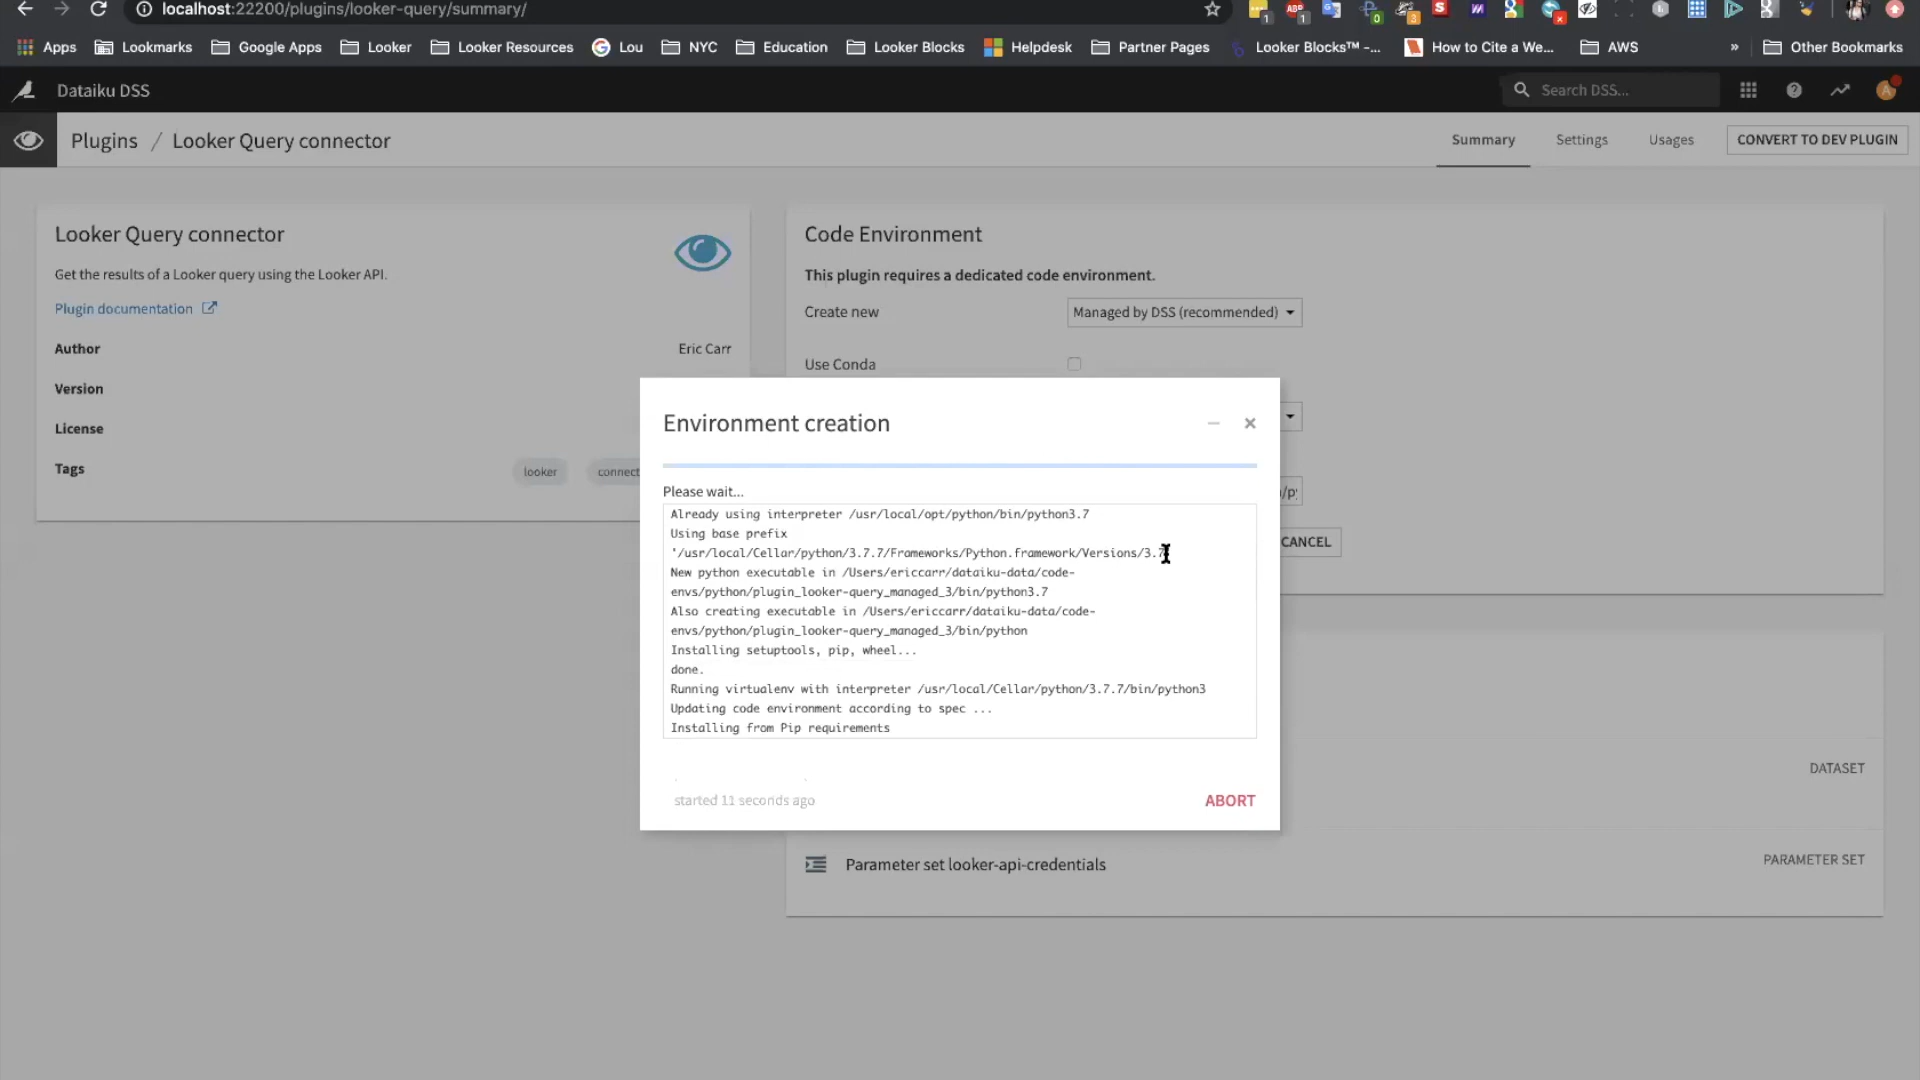 localhost:22200/plugins/looker-query/summary/
Apps Lookmarks Google Apps Looker Looker Resources Lou NYC Education Looker Blocks Helpdesk Partner Pages Looker Blocks™ -... How to Cite a We... AWS » Other Bookmarks
Dataiku DSS
Search DSS...
A
Plugins / Looker Query connector
Summary Settings Usages CONVERT TO DEV PLUGIN
Looker Query connector
Get the results of a Looker query using the Looker API.
Plugin documentation
Author Eric Carr
Version
License
Tags looker connect
Code Environment
This plugin requires a dedicated code environment.
Create new Managed by DSS (recommended)
Use Conda
CANCEL
Environment creation
Please wait...
Already using interpreter /usr/local/opt/python/bin/python3.7
Using base prefix
'/usr/local/Cellar/python/3.7.7/Frameworks/Python.framework/Versions/3.7
New python executable in /Users/ericcarr/dataiku-data/code-
envs/python/plugin_looker-query_managed_3/bin/python3.7
Also creating executable in /Users/ericcarr/dataiku-data/code-
envs/python/plugin_looker-query_managed_3/bin/python
Installing setuptools, pip, wheel...
done.
Running virtualenv with interpreter /usr/local/Cellar/python/3.7.7/bin/python3
Updating code environment according to spec ...
Installing from Pip requirements
started 11 seconds ago
ABORT
DATASET
Parameter set looker-api-credentials
PARAMETER SET